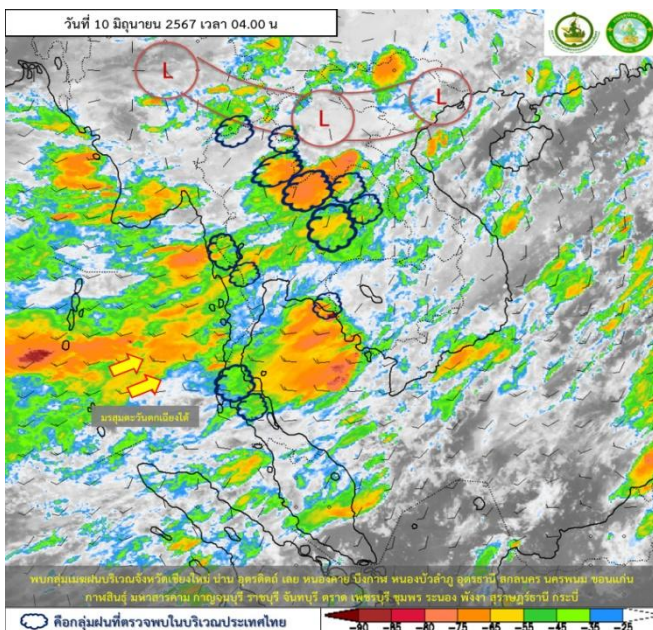 วันที่ 10 มิถุนายน 2567 เวลา 04.00 น
L
L
L
มรสุมตะวันตกเฉียงใต้
พบกลุ่มเมฆฝนบริเวณจังหวัดเชียงใหม่ น่าน อุตรดิตถ์ เลย หนองคาย บึงกาฬ หนองบัวลำภู อุดรธานี สกลนคร นครพนม ขอนแก่น
กาฬสินธุ์ มหาสารคาม กาญจนบุรี ราชบุรี จันทบุรี ตราด เพชรบุรี ชุมพร ระนอง พังงา สุราษฎร์ธานี กระบี่
คือกลุ่มฝนที่ตรวจพบในบริเวณประเทศไทย
-90 -85 -80 -75 -65 -55 -45 -35 -25